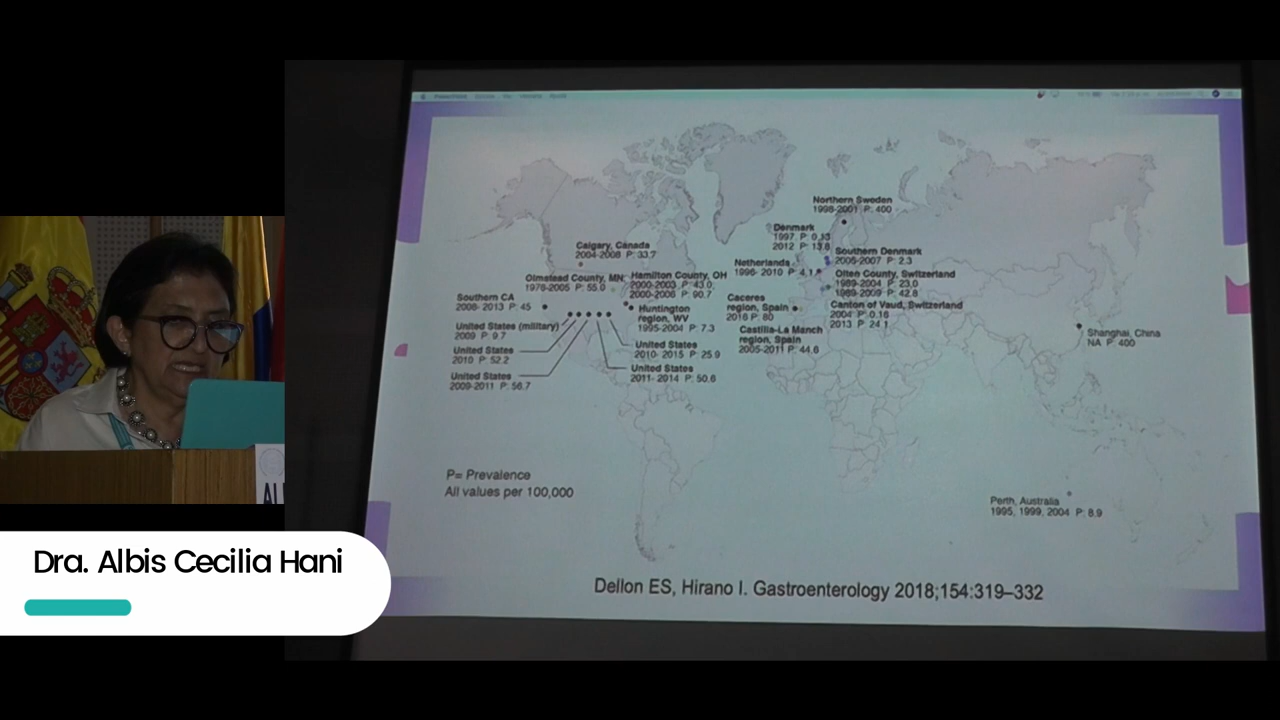 Northern Sweden
1998-2001 P: 400
Denmark
1997 P: 0.13
2012 P: 13.8
Calgary, Canada
2004-2008 P: 33.7
Southern Denmark
2005-2007 P: 2.3
Netherlands
1996- 2010 P: 4.1
Olmstead County, MN
1976-2005 P: 55.0
Hamilton County, OH
2000-2003 P: 43.0
2000-2006 P: 90.7
Olten County, Switzerland
1989-2004 P: 23.0
1989-2009 P: 42.8
Southern CA
2008- 2013 P: 45
Huntington
region, WV
1995-2004 P: 7.3
Caceres
region, Spain
2016 P: 80
Canton of Vaud, Switzerland
2004 P: 0.16
2013 P: 24.1
United States (military)
2009 P: 9.7
Castilla-La Manch
region, Spain
2005-2011 P: 44.6
Shanghai, China
NA P: 400
United States
2010 P: 52.2
United States
2010- 2015 P: 25.9
United States
2009-2011 P: 56.7
United States
2011- 2014 P: 50.6
P= Prevalence
All values per 100,000
Perth, Australia
1995, 1999, 2004 P: 8.9
Dellon ES, Hirano I. Gastroenterology 2018;154:319–332
Dra. Albis Cecilia Hani